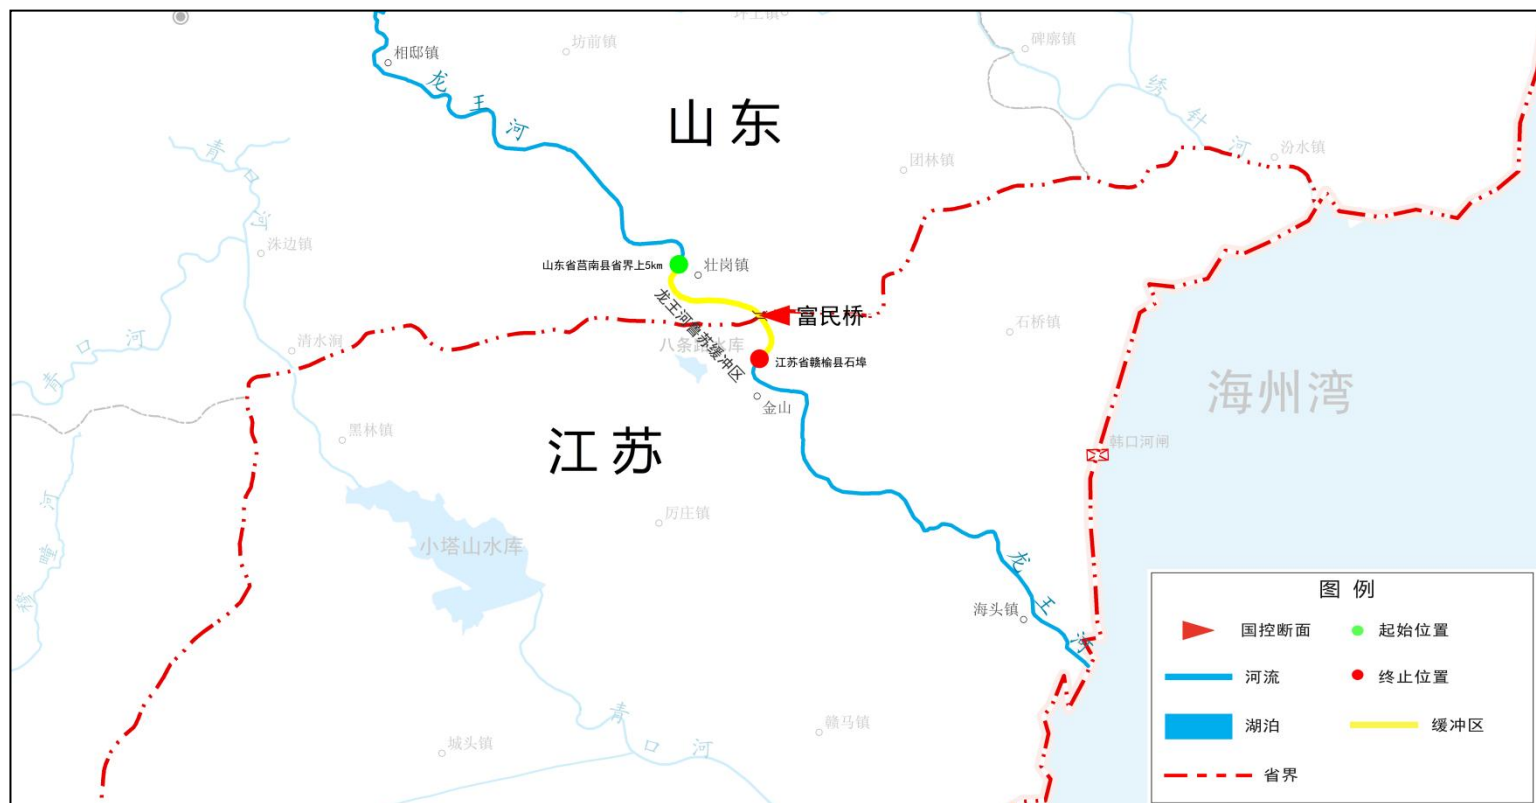 坪上镇
相邸镇
坊前镇
碑廓镇
龙王河
绣针河
山东
青口河
团林镇
汾水镇
洙边镇
山东省莒南县省界上5km
壮岗镇
龙王河鲁苏缓冲区
富民桥
石桥镇
青口河
清水涧
八条路水库
江苏省赣榆县石埠
海州湾
金山
黑林镇
江苏
韩口河闸
穆疃河
厉庄镇
小塔山水库
龙王河
海头镇
青口河
赣马镇
城头镇
图例
国控断面
起始位置
河流
终止位置
湖泊
缓冲区
省界